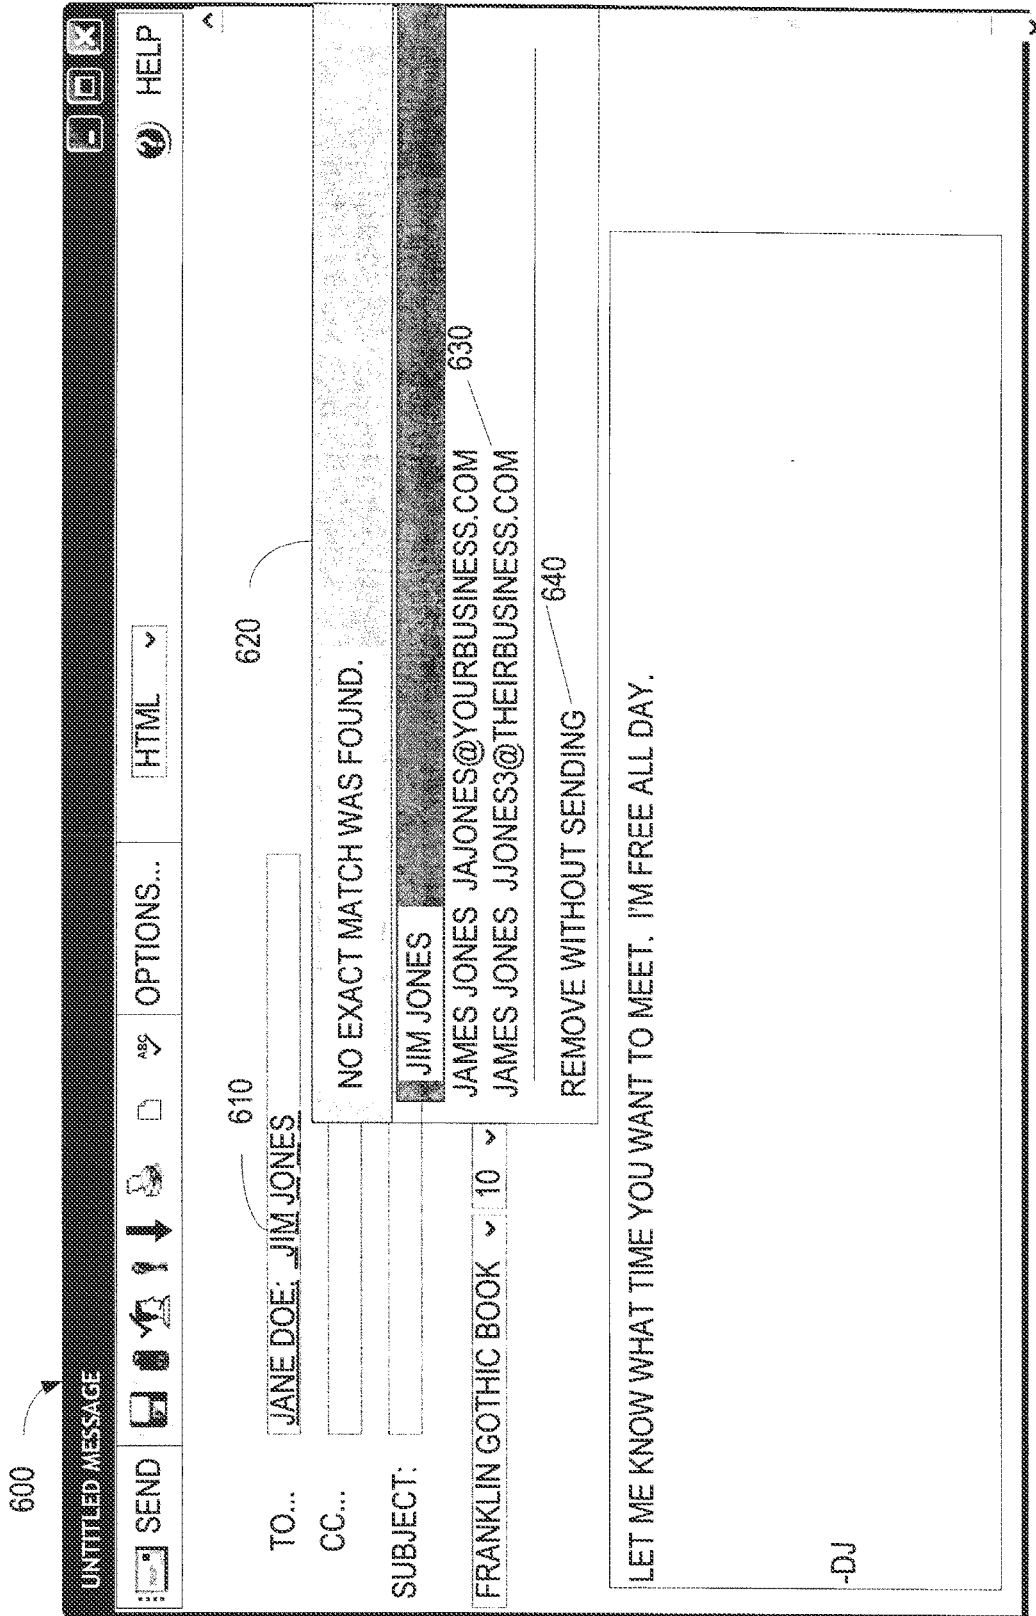 600
UNTITLED MESSAGE
SEND ABC OPTIONS... HTML HELP
610
620
TO... JANE DOE; JIM JONES
CC...
NO EXACT MATCH WAS FOUND.
SUBJECT:
JIM JONES
630
FRANKLIN GOTHIC BOOK 10
JAMES JONES JAJONES@YOURBUSINESS.COM
JAMES JONES JJONES3@THEIRBUSINESS.COM
640
REMOVE WITHOUT SENDING
LET ME KNOW WHAT TIME YOU WANT TO MEET. I'M FREE ALL DAY.
-DJ